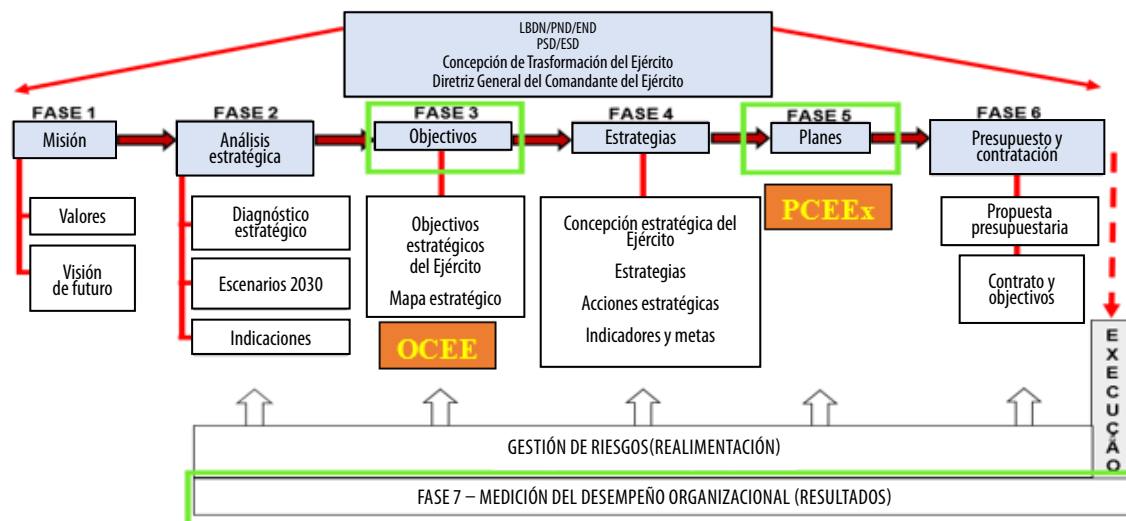 LBDN/PND/END
PSD/ESD
Concepción de Trasformación del Ejército
Diretriz General del Comandante del Ejército
FASE 1
Misión
Valores
Visión
de futuro
FASE 2
Análisis
estratégica
Diagnóstico
estratégico
Escenarios 2030
Indicaciones
FASE 3
Objectivos
Objectivos
estratégicos
del Ejército
Mapa estratégico
OCEE
FASE 4
Estrategias
Concepción estratégica del
Ejército
Estrategias
Acciones estratégicas
Indicadores y metas
FASE 5
Planes
PCEEx
FASE 6
Presupuesto y
contratación
Propuesta
presupuestaria
Contrato y
objectivos
EXECUÇÃO
GESTIÓN DE RIESGOS(REALIMENTACIÓN)
FASE 7 – MEDICIÓN DEL DESEMPEÑO ORGANIZACIONAL (RESULTADOS)